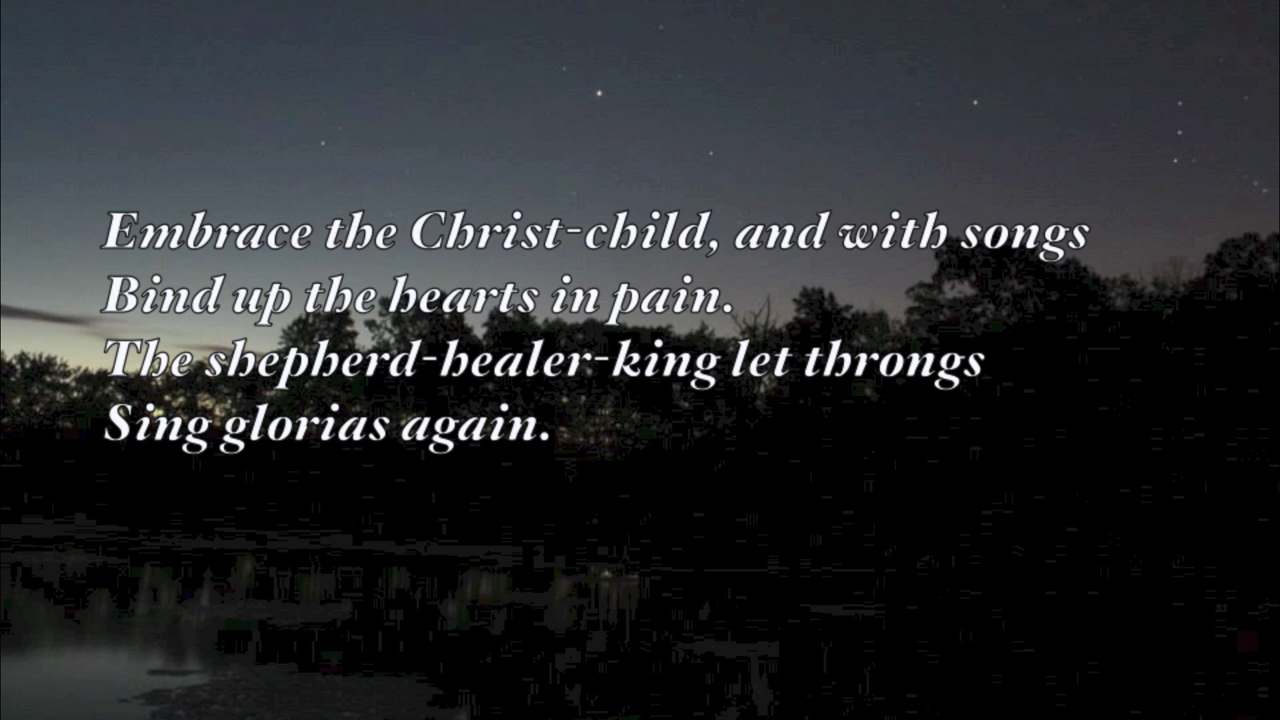 Embrace the Christ-child, and with songs
Bind up the hearts in pain.
The shepherd-healer-king let throngs
Sing glorias again.